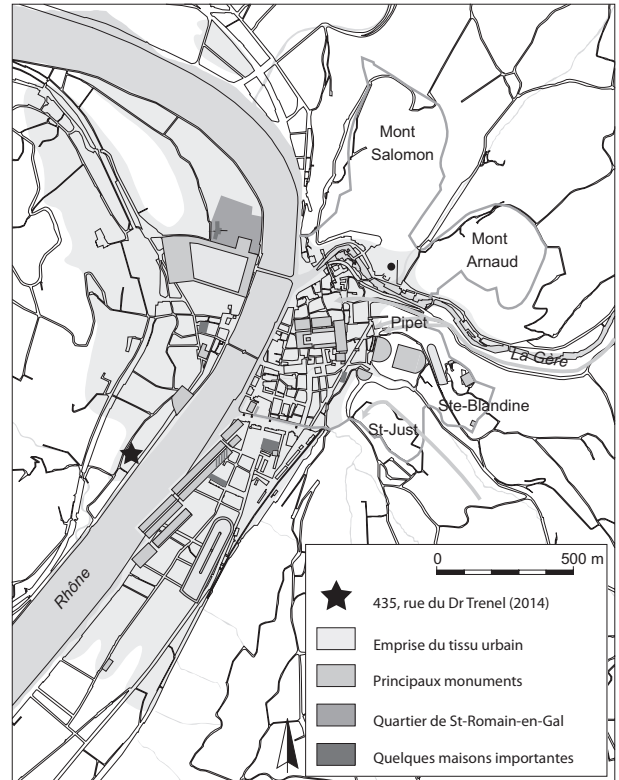 Mont
Salomon
Mont
Arnaud
Pipet
La Gère
Ste-Blandine
St-Just
Rhône
0 500 m
435, rue du Dr Trenel (2014)
Emprise du tissu urbain
Principaux monuments
Quartier de St-Romain-en-Gal
Quelques maisons importantes